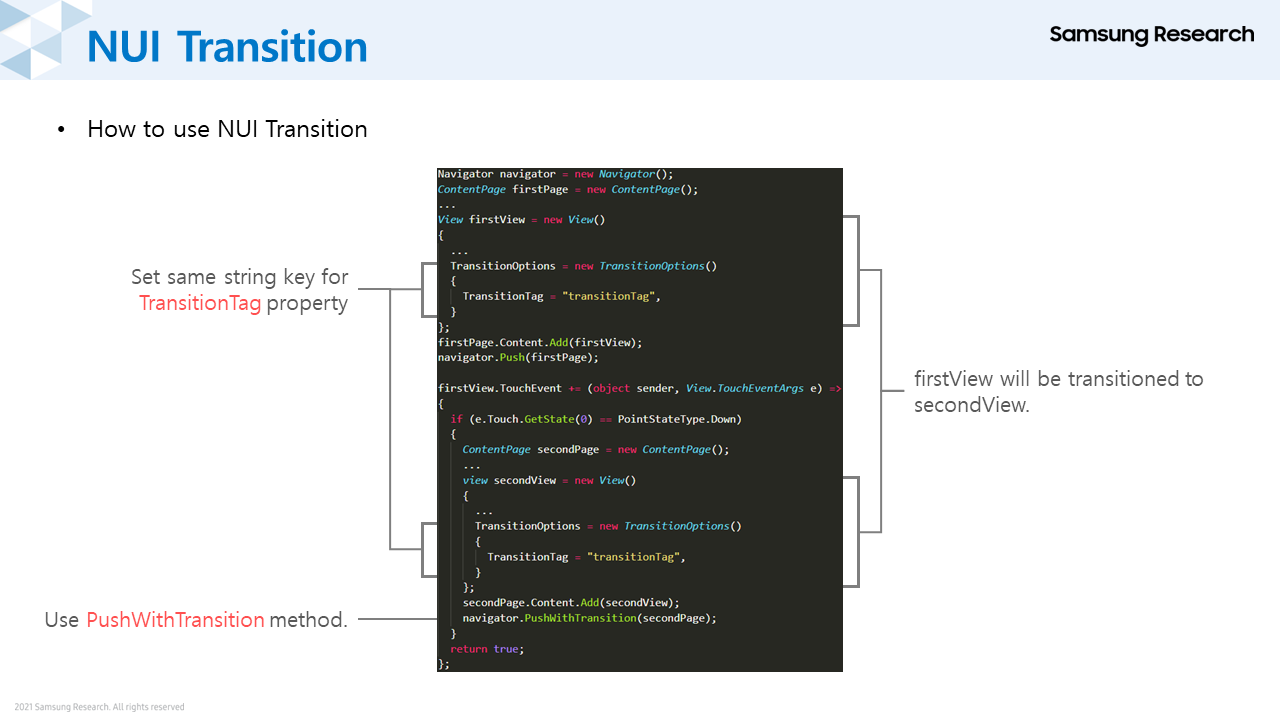 NUI Transition
Samsung Research
• How to use NUI Transition
Set same string key for
TransitionTag property
Use PushWithTransition method.
Navigator navigator = new Navigator();
ContentPage firstPage = new ContentPage();
...
View firstView = new View()
{
...
TransitionOptions = new TransitionOptions()
{
TransitionTag = "transitionTag",
}
};
firstPage.Content.Add(firstView);
navigator.Push(firstPage);
firstView.TouchEvent += (object sender, View.TouchEventArgs e) =>
{
if (e.Touch.GetState(0) == PointStateType.Down)
{
ContentPage secondPage = new ContentPage();
...
view secondView = new View()
{
...
TransitionOptions = new TransitionOptions()
{
TransitionTag = "transitionTag",
}
};
secondPage.Content.Add(secondView);
navigator.PushWithTransition(secondPage);
}
return true;
};
firstView will be transitioned to
secondView.
2021 Samsung Research. All rights reserved